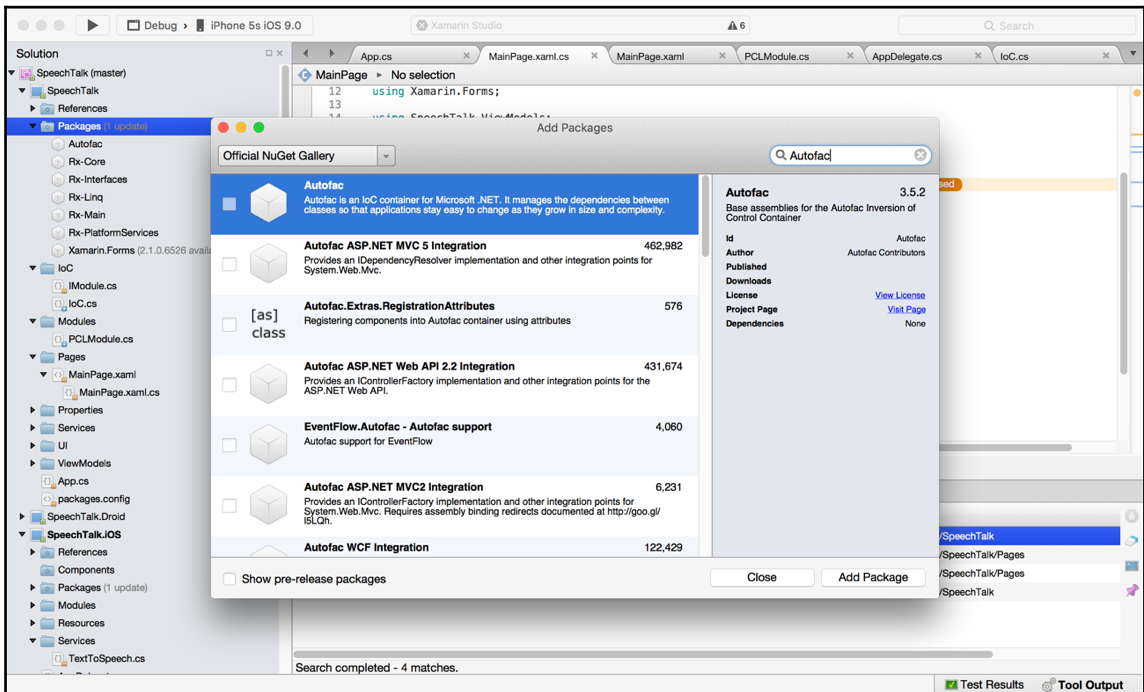 Debug › iPhone 5s iOS 9.0
Xamarin Studio
6
Search
Solution
SpeechTalk (master)
SpeechTalk
References
Packages (1 update)
Autofac
Rx-Core
Rx-Interfaces
Rx-Linq
Rx-Main
Rx-PlatformServices
Xamarin.Forms (2.1.0.6526 avail
IoC
IModule.cs
IoC.cs
Modules
PCLModule.cs
Pages
MainPage.xaml
MainPage.xaml.cs
Properties
Services
UI
ViewModels
App.cs
packages.config
SpeechTalk.Droid
SpeechTalk.iOS
References
Components
Packages (1 update)
Modules
Resources
Services
TextToSpeech.cs
App.cs
MainPage.xaml.cs
MainPage.xaml
PCLModule.cs
AppDelegate.cs
IoC.cs
MainPage
No selection
12 using Xamarin.Forms;
13
14 using SpeechTalk.ViewModels;
sed
Add Packages
Official NuGet Gallery
Autofac
Autofac
Autofac is an IoC container for Microsoft .NET. It manages the dependencies between
classes so that applications stay easy to change as they grow in size and complexity.
Autofac ASP.NET MVC 5 Integration 462,982
Provides an IDependencyResolver implementation and other integration points for
System.Web.Mvc.
[as]
class
Autofac.Extras.RegistrationAttributes 576
Registering components into Autofac container using attributes
Autofac ASP.NET Web API 2.2 Integration 431,674
Provides an IControllerFactory implementation and other integration points for the
ASP.NET Web API.
EventFlow.Autofac - Autofac support 4,060
Autofac support for EventFlow
Autofac ASP.NET MVC2 Integration 6,231
Provides an IControllerFactory implementation and other integration points for
System.Web.Mvc. Requires assembly binding redirects documented at http://goo.gl/
I5LQh.
Autofac WCF Integration 122,429
Autofac 3.5.2
Base assemblies for the Autofac Inversion of
Control Container
Id Autofac
Author Autofac Contributors
Published
Downloads
License View License
Project Page Visit Page
Dependencies None
Show pre-release packages
Close
Add Package
/SpeechTalk
/SpeechTalk/Pages
/SpeechTalk/Pages
/SpeechTalk
Search completed - 4 matches.
Test Results
Tool Output